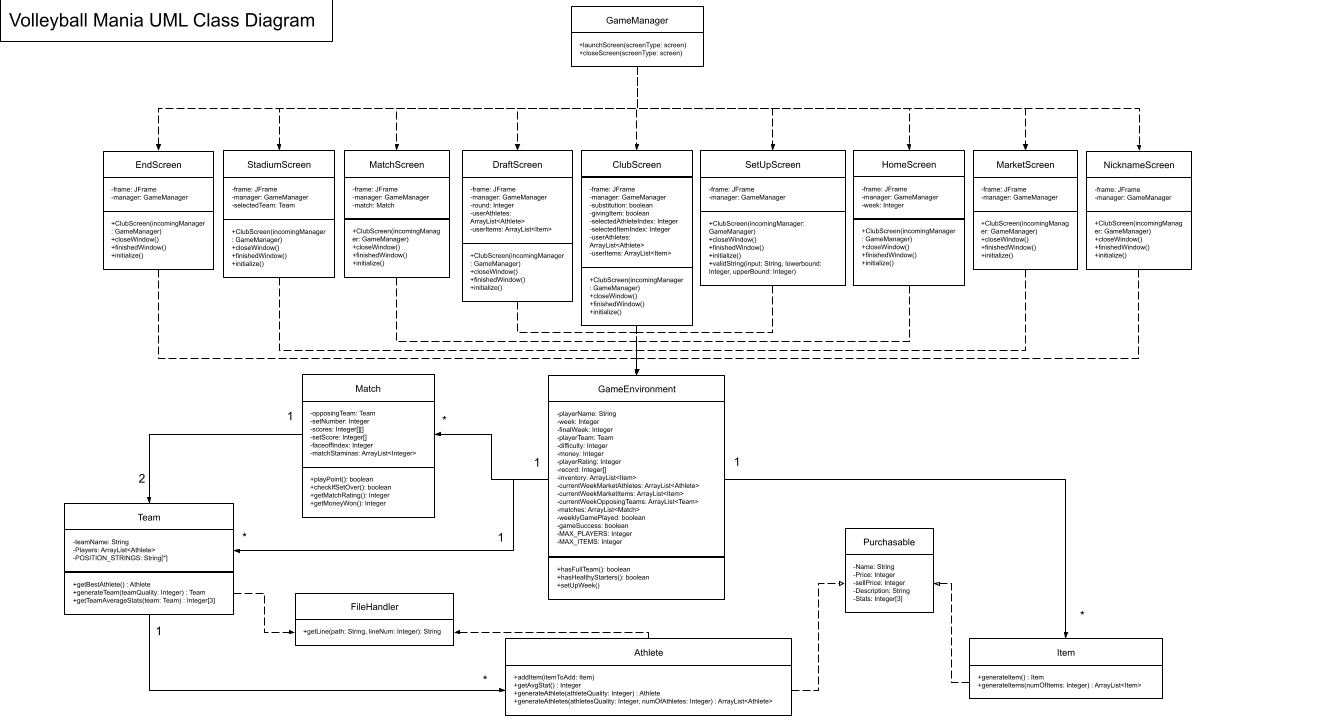 Volleyball Mania UML Class Diagram
GameManager
+launchScreen(screenType: screen)
+closeScreen(screenType: screen)
EndScreen
-frame: JFrame
-manager: GameManager
+ClubScreen(incomingManager
: GameManager)
+closeWindow()
+finishedWindow()
+initialize()
StadiumScreen
-frame: JFrame
-manager: GameManager
-selectedTeam: Team
+ClubScreen(incomingManager
: GameManager)
+closeWindow()
+finishedWindow()
+initialize()
MatchScreen
-frame: JFrame
-manager: GameManager
-match: Match
+ClubScreen(incomingManag
er: GameManager)
+closeWindow()
+finishedWindow()
+initialize()
DraftScreen
-frame: JFrame
-manager: GameManager
-round: Integer
-userAthletes:
ArrayList<Athlete>
-userItems: ArrayList<Item>
+ClubScreen(incomingManager
: GameManager)
+closeWindow()
+finishedWindow()
+initialize()
ClubScreen
-frame: JFrame
-manager: GameManager
-substitution: boolean
-givingItem: boolean
-selectedAthleteIndex: Integer
-selectedItemIndex: Integer
-userAthletes:
ArrayList<Athlete>
-userItems: ArrayList<Item>
+ClubScreen(incomingManager
: GameManager)
+closeWindow()
+finishedWindow()
+initialize()
SetUpScreen
-frame: JFrame
-manager: GameManager
+ClubScreen(incomingManager:
GameManager)
+closeWindow()
+finishedWindow()
+initialize()
+validString(input: String, lowerbound:
Integer, upperBound: Integer)
HomeScreen
-frame: JFrame
-manager: GameManager
-week: Integer
+ClubScreen(incomingManager
: GameManager)
+closeWindow()
+finishedWindow()
+initialize()
MarketScreen
-frame: JFrame
-manager: GameManager
+ClubScreen(incomingManag
er: GameManager)
+closeWindow()
+finishedWindow()
+initialize()
NicknameScreen
-frame: JFrame
-manager: GameManager
+ClubScreen(incomingManag
er: GameManager)
+closeWindow()
+finishedWindow()
+initialize()
Match
-opposingTeam: Team
-setNumber: Integer
-scores: Integer[][]
-setScore: Integer[]
-faceoffIndex: Integer
-matchStaminas: ArrayList<Integer>
+playPoint(): boolean
+checkIfSetOver(): boolean
+getMatchRating(): Integer
+getMoneyWon(): Integer
GameEnvironment
-playerName: String
-week: Integer
-finalWeek: Integer
-playerTeam: Team
-difficulty: Integer
-money: Integer
-playerRating: Integer
-record: Integer[]
-inventory: ArrayList<Item>
-currentWeekMarketAthletes: ArrayList<Athlete>
-currentWeekMarketItems: ArrayList<Item>
-currentWeekOpposingTeams: ArrayList<Team>
-matches: ArrayList<Match>
-weeklyGamePlayed: boolean
-gameSuccess: boolean
-MAX_PLAYERS: Integer
-MAX_ITEMS: Integer
+hasFullTeam(): boolean
+hasHealthyStarters(): boolean
+setUpWeek()
1
*
1
1
2
*
1
Team
-teamName: String
-Players: ArrayList<Athlete>
-POSITION_STRINGS: String[*]
+getBestAthlete() : Athlete
+generateTeam(teamQuality: Integer) : Team
+getTeamAverageStats(team: Team) : Integer[3]
Purchasable
-Name: String
-Price: Integer
-sellPrice: Integer
-Description: String
-Stats: Integer[3]
FileHandler
+getLine(path: String, lineNum: Integer): String
1
*
*
Athlete
+addItem(itemToAdd: Item)
+getAvgStat() : Integer
+generateAthlete(athleteQuality: Integer) : Athlete
+generateAthletes(athletesQuality: Integer, numOfAthletes: Integer) : ArrayList<Athlete>
Item
+generateItem() : Item
+generateItems(numOfItems: Integer) : ArrayList<Item>